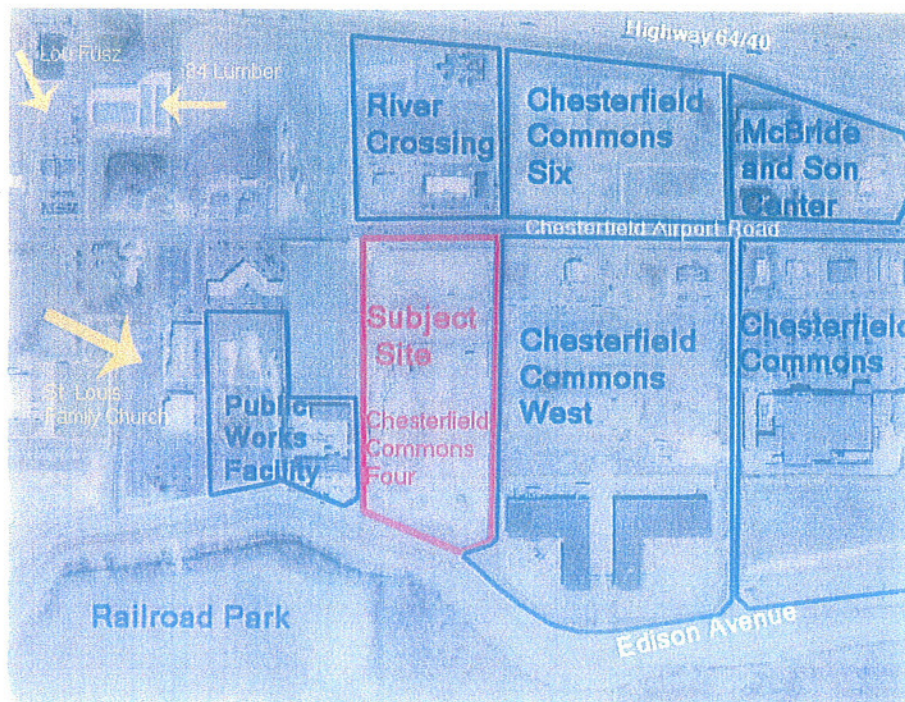 Highway 64/40
Lou Fusz
84 Lumber
River
Crossing
Chesterfield
Commons
Six
McBride
and Son
Center
Chesterfield Airport Road
Subject
Site
Chesterfield
Commons
Four
Chesterfield
Commons
West
Chesterfield
Commons
St. Louis
Family Church
Public
Works
Facility
Railroad Park
Edison Avenue